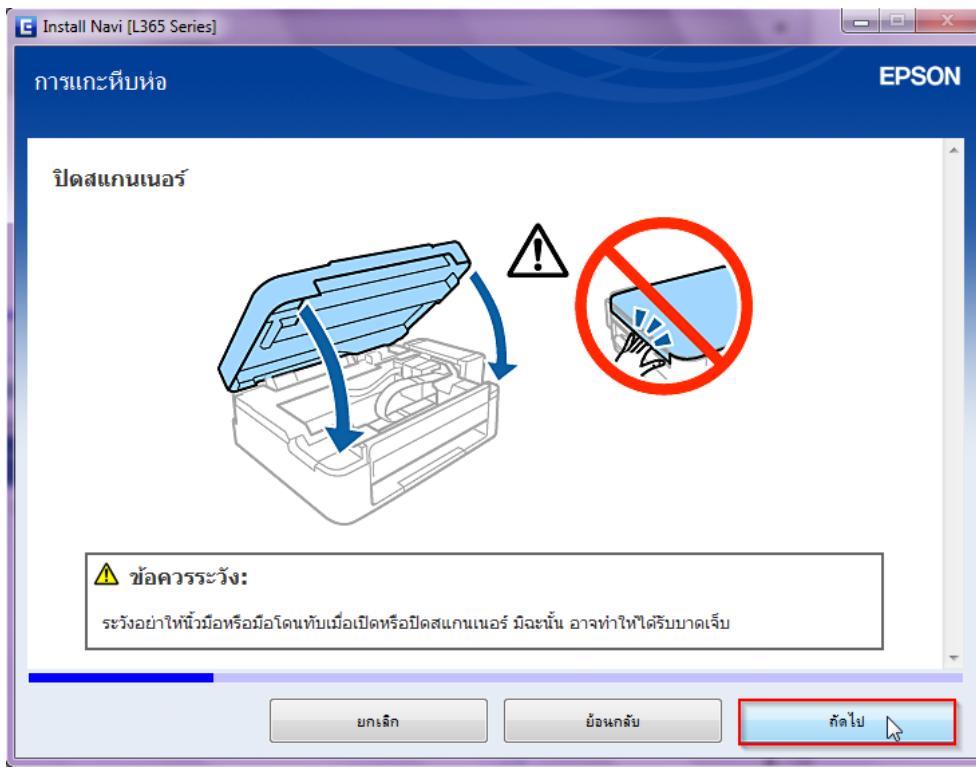 Install Navi [L365 Series]
การแกะหีบห่อ
EPSON
ปิดสแกนเนอร์
ข้อควรระวัง:
ระวังอย่าให้นิ้วมือหรือมือโดนทับเมื่อเปิดหรือปิดสแกนเนอร์ มิฉะนั้น อาจทำให้ได้รับบาดเจ็บ
ยกเลิก
ย้อนกลับ
ถัดไป